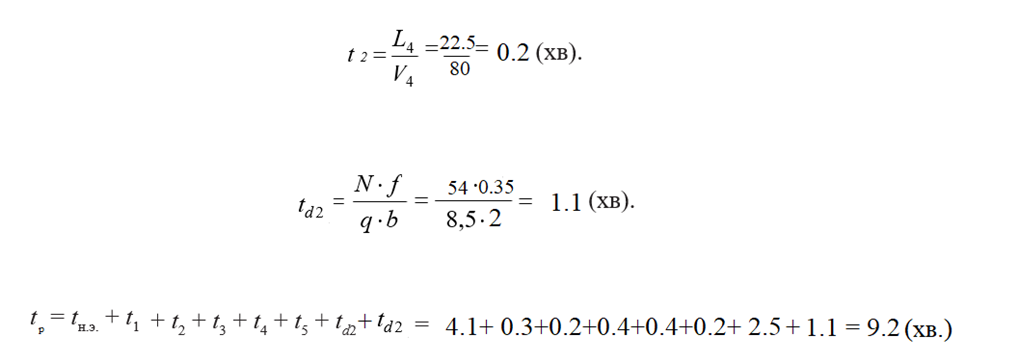 t 2 = L4 / V4 = 22.5 / 80 = 0.2 (хв).
td2 = N · f / q · b = 54 · 0.35 / 8,5 · 2 = 1.1 (хв).
tр = tн.э. + t1 + t2 + t3 + t4 + t5 + td2 + td2 = 4.1+ 0.3+0.2+0.4+0.4+0.2+ 2.5 + 1.1 = 9.2 (хв.)